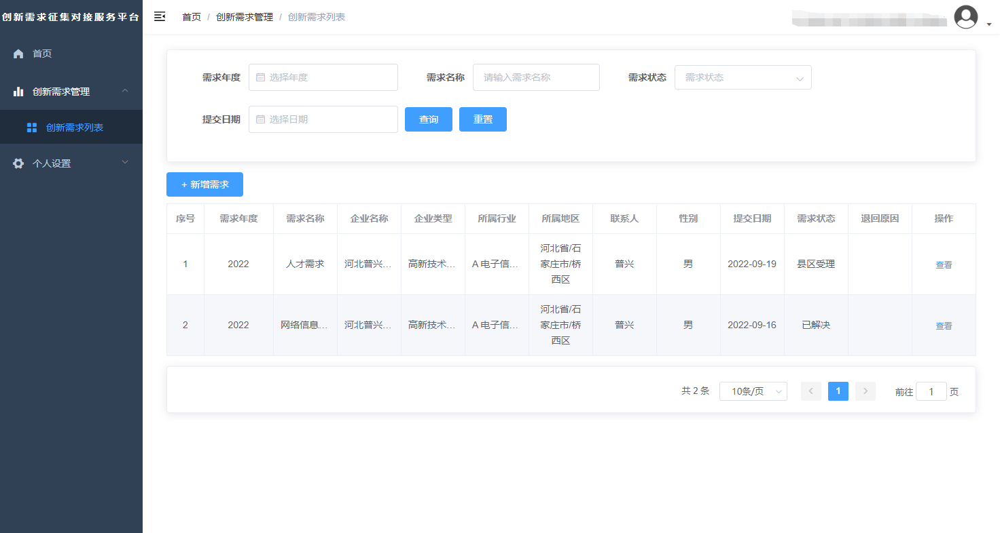 创新需求征集对接服务平台
首页 / 创新需求管理 / 创新需求列表
首页
创新需求管理
创新需求列表
个人设置
需求年度 选择年度 需求名称 请输入需求名称 需求状态 需求状态
提交日期 选择日期 查询 重置
+ 新增需求
序号 需求年度 需求名称 企业名称 企业类型 所属行业 所属地区 联系人 性别 提交日期 需求状态 退回原因 操作
1 2022 人才需求 河北普兴... 高新技术... A 电子信... 河北省/石家庄市/桥西区 普兴 男 2022-09-19 县区受理 查看
2 2022 网络信息... 河北普兴... 高新技术... A 电子信... 河北省/石家庄市/桥西区 普兴 男 2022-09-16 已解决 查看
共 2 条 10条/页 1 前往 1 页